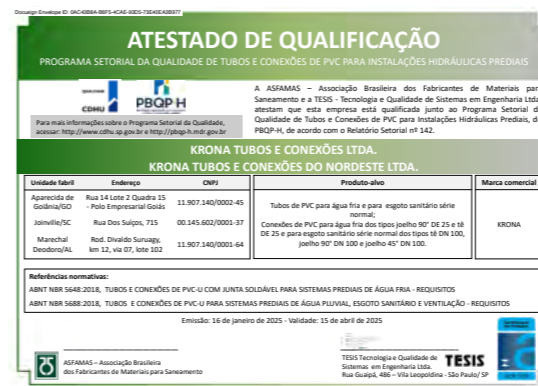 Docusign Envelope ID: 0AC43B6A-B6F5-4CAE-93D5-73E43EA3B977
ATESTADO DE QUALIFICAÇÃO
PROGRAMA SETORIAL DA QUALIDADE DE TUBOS E CONEXÕES DE PVC PARA INSTALAÇÕES HIDRÁULICAS PREDIAIS
CDHU
PBQP-H
Para mais informações sobre o Programa Setorial da Qualidade,
acessar: http://www.cdhu.sp.gov.br e http://pbqp-h.mdr.gov.br
A ASFAMAS – Associação Brasileira dos Fabricantes de Materiais par
Saneamento e a TESIS - Tecnologia e Qualidade de Sistemas em Engenharia Ltda
atestam que esta empresa está qualificada junto ao Programa Setorial d
Qualidade de Tubos e Conexões de PVC para Instalações Hidráulicas Prediais, d
PBQP-H, de acordo com o Relatório Setorial nº 142.
KRONA TUBOS E CONEXÕES LTDA.
KRONA TUBOS E CONEXÕES DO NORDESTE LTDA.
Unidade fabril Endereço CNPJ Produto-alvo Marca comercial
Aparecida de Goiânia/GO Rua 14 Lote 2 Quadra 15 - Polo Empresarial Goiás 11.907.140/0002-45
Joinville/SC Rua Dos Suíços, 715 00.145.602/0001-37
Marechal Deodoro/AL Rod. Divaldo Suruagy, km 12, via 07, lote 102 11.907.140/0001-64
Tubos de PVC para água fria e para esgoto sanitário série
normal;
Conexões de PVC para água fria dos tipos joelho 90° DE 25 e tê
DE 25 e para esgoto sanitário série normal dos tipos tê DN 100,
joelho 90° DN 100 e joelho 45° DN 100.
KRONA
Referências normativas:
ABNT NBR 5648:2018, TUBOS E CONEXÕES DE PVC-U COM JUNTA SOLDÁVEL PARA SISTEMAS PREDIAIS DE ÁGUA FRIA - REQUISITOS
ABNT NBR 5688:2018, TUBOS E CONEXÕES DE PVC-U PARA SISTEMAS PREDIAIS DE ÁGUA PLUVIAL, ESGOTO SANITÁRIO E VENTILAÇÃO - REQUISITOS
Emissão: 16 de janeiro de 2025 - Validade: 15 de abril de 2025
ASFAMAS – Associação Brasileira
dos Fabricantes de Materiais para Saneamento
TESIS Tecnologia e Qualidade de
Sistemas em Engenharia Ltda.
Rua Guaipá, 486 – Vila Leopoldina - São Paulo/ SP
TESIS